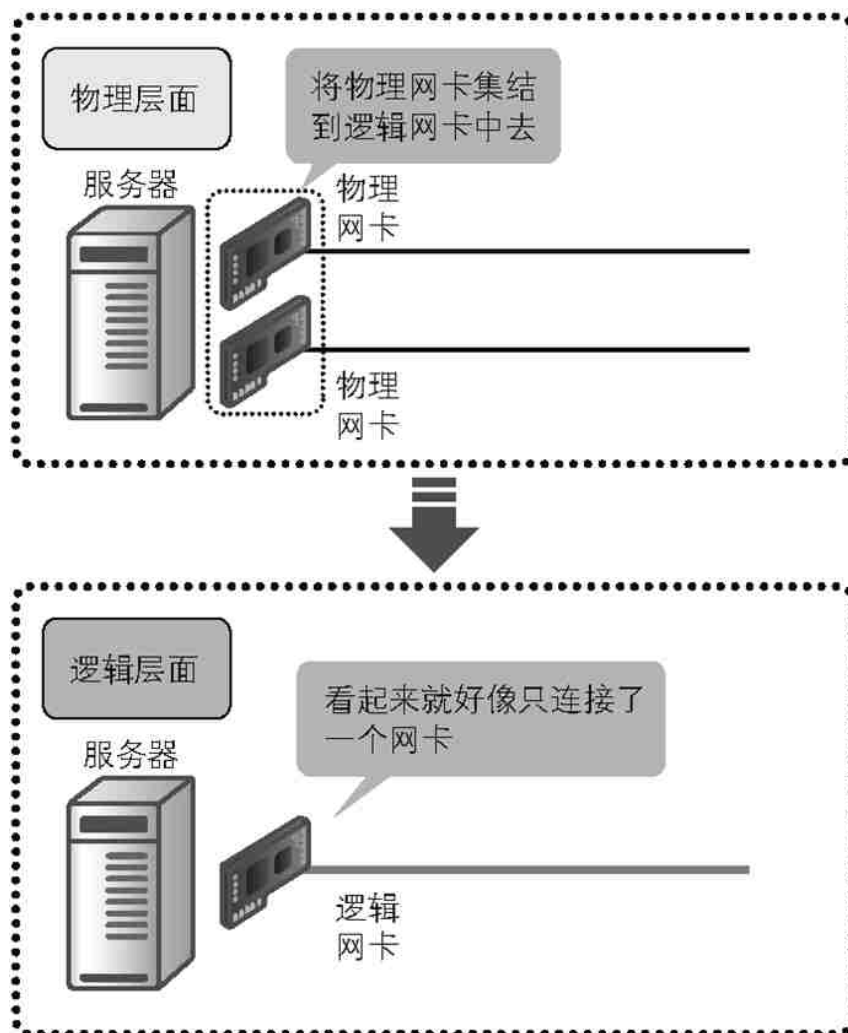 物理层面
将物理网卡集结
到逻辑网卡中去
服务器
物理
网卡
物理
网卡
逻辑层面
看起来就好像只连接了
一个网卡
服务器
逻辑
网卡